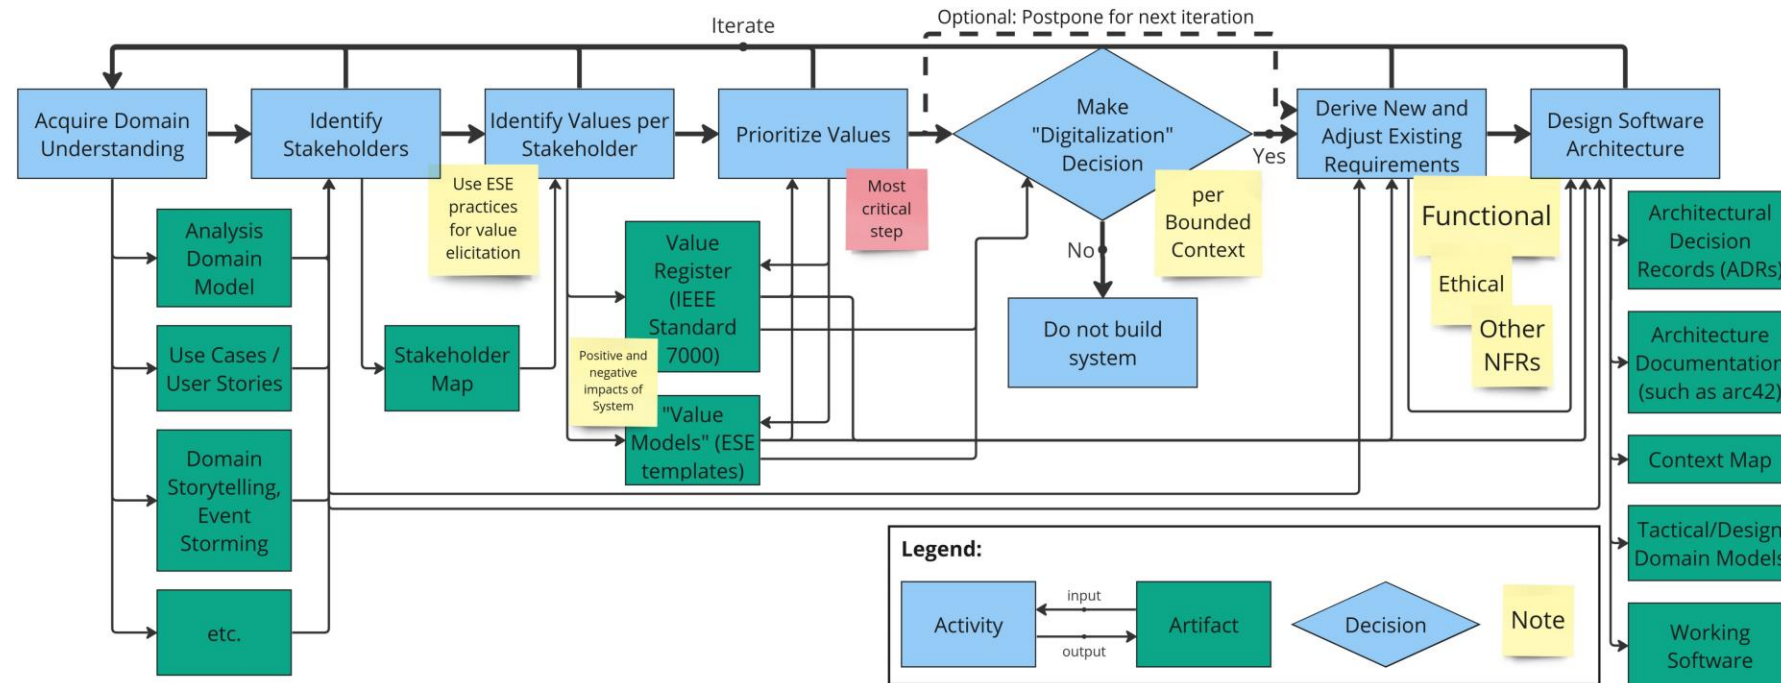 Optional: Postpone for next iteration
Iterate
Acquire Domain
Understanding
Identify
Stakeholders
Identify Values per
Stakeholder
Prioritize Values
Make
"Digitalization"
Decision
Yes
Derive New and
Adjust Existing
Requirements
Design Software
Architecture
Use ESE
practices
for value
elicitation
Most
critical
step
per
Bounded
Context
No
Do not build
system
Functional
Ethical
Other
NFRs
Analysis
Domain
Model
Use Cases /
User Stories
Domain
Storytelling,
Event
Storming
etc.
Stakeholder
Map
Value
Register
(IEEE
Standard
7000)
Positive and
negative
impacts of
System
"Value
Models" (ESE
templates)
Architectural
Decision
Records (ADRs)
Architecture
Documentation
(such as arc42)
Context Map
Tactical/Design
Domain Models
Working
Software
Legend:
Activity
input
output
Artifact
Decision
Note